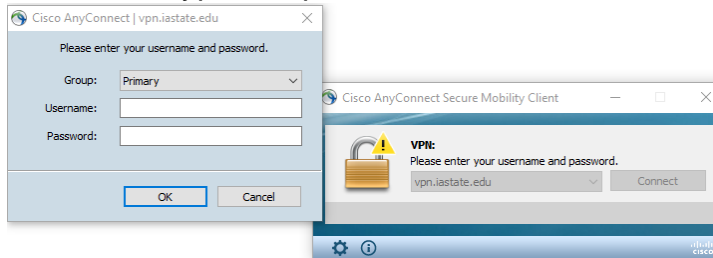 Cisco AnyConnect | vpn.iastate.edu
Please enter your username and password.
Group: Primary
Username:
Password:
OK Cancel
Cisco AnyConnect Secure Mobility Client
VPN:
Please enter your username and password.
vpn.iastate.edu Connect
cisco